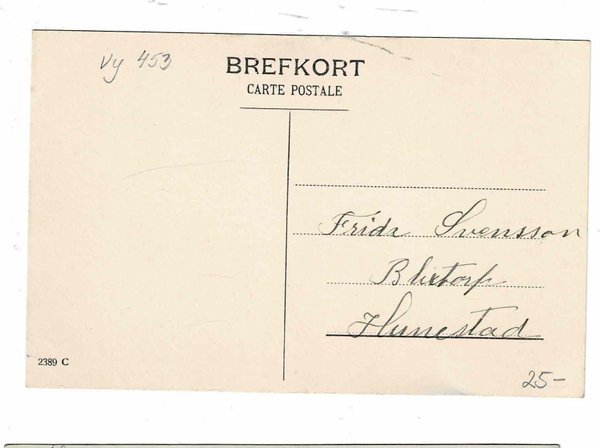 Vy 453
BREFKORT
CARTE POSTALE
Frida Svensson
Blixtorp
Hunestad
2389 C
25-